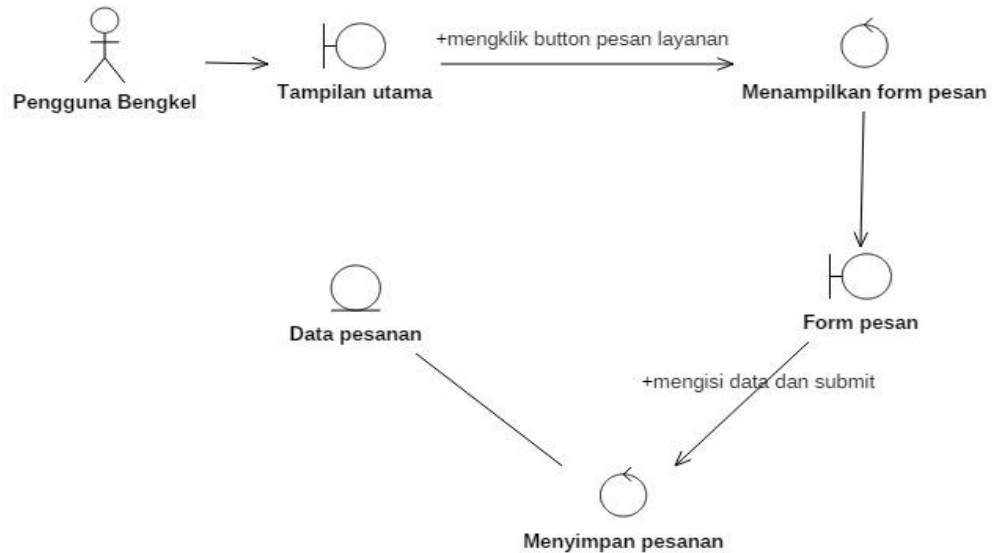 +mengklik button pesan layanan
Pengguna Bengkel
Tampilan utama
Menampilkan form pesan
Data pesanan
Form pesan
+mengisi data dan submit
Menyimpan pesanan